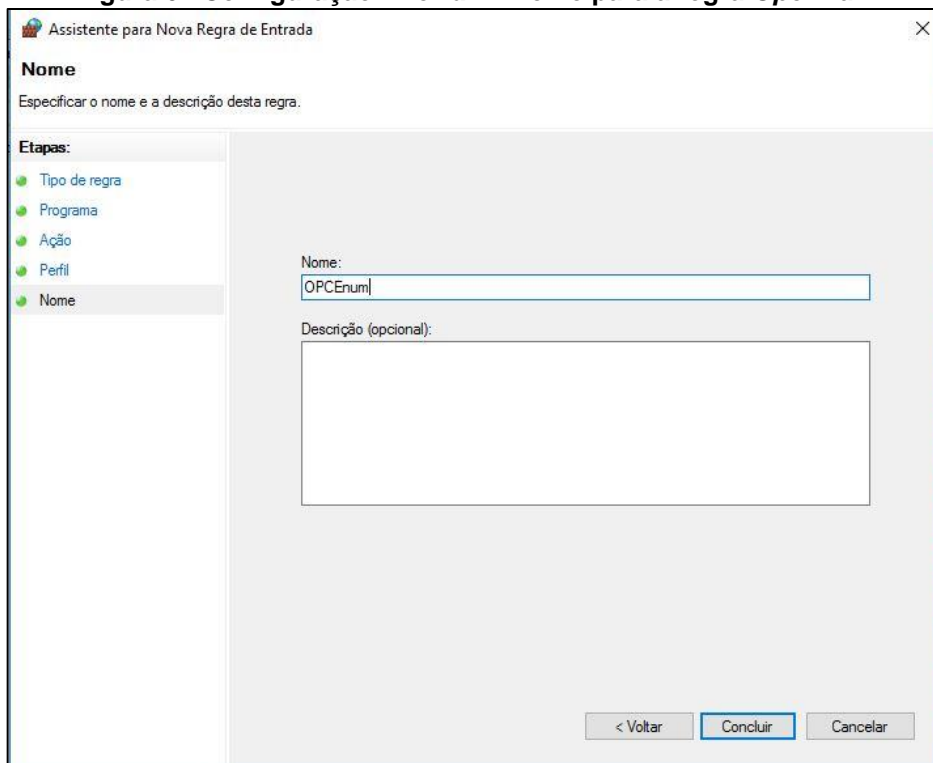 Assistente para Nova Regra de Entrada
Nome
Especificar o nome e a descrição desta regra.
Etapas:
Tipo de regra
Programa
Ação
Perfil
Nome
Nome:
OPCEnum
Descrição (opcional):
< Voltar Concluir Cancelar